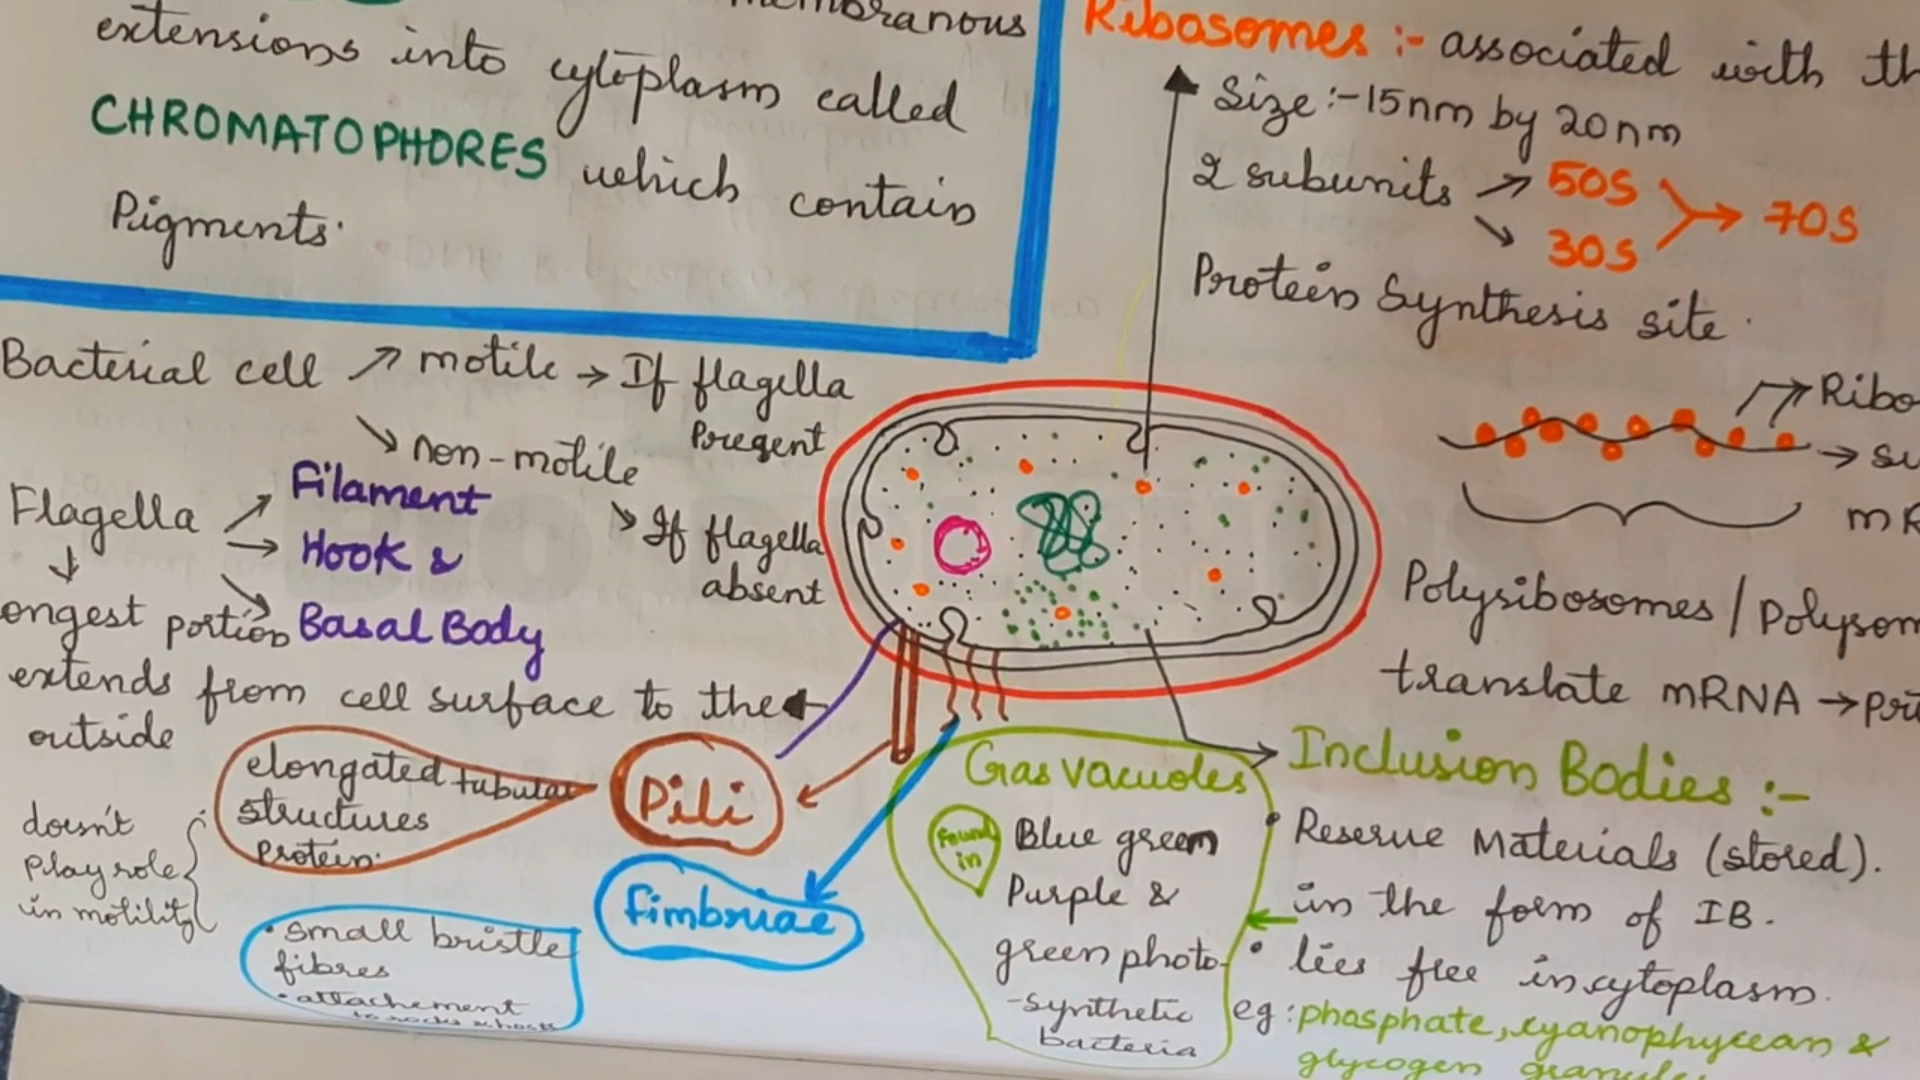 membranous
extensions into cytoplasm called
CHROMATOPHORES which contain
Pigments.
Ribosomes :- associated with
Size :- 15nm by 20nm
2 subunits → 50S → 70S
↘ 30S
Protein Synthesis site.
Bacterial cell ↗ motile → If flagella
Present
↘ non-motile
↘ If flagella
absent
Flagella ↗ Filament
→ Hook &
↘ Basal Body
↓
ongest portion
extends from cell surface to the
outside
elongated tubular
structures
protein.
Pili
doesn't
play role
in motility
Fimbriae
• small bristle
fibres
• attachement
to rocks & host
Gas vacuoles
Found
in
Blue green
Purple &
green photo-
-synthetic
bacteria
→ Ribo
→ su
Polyribosomes / polysom
translate mRNA →
Inclusion Bodies :-
• Reserve Materials (stored).
in the form of IB.
• lies free in cytoplasm.
eg : phosphate, cyanophycean &
glycogen granules